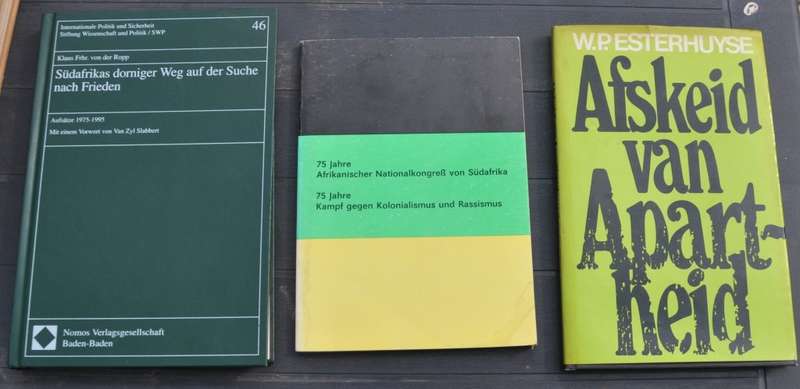 Internationale Politik und Sicherheit
46
Stiftung Wissenschaft und Politik / SWP
Klaus Frhr. von der Ropp
Südafrikas dorniger Weg auf der Suche
nach Frieden
Aufsätze 1975-1995
Mit einem Vorwort von Van Zyl Slabbert
Nomos Verlagsgesellschaft
Baden-Baden
75 Jahre
Afrikanischer Nationalkongreß von Südafrika
75 Jahre
Kampf gegen Kolonialismus und Rassismus
W.P. ESTERHUYSE
Afskeid
van
Apart-
heid